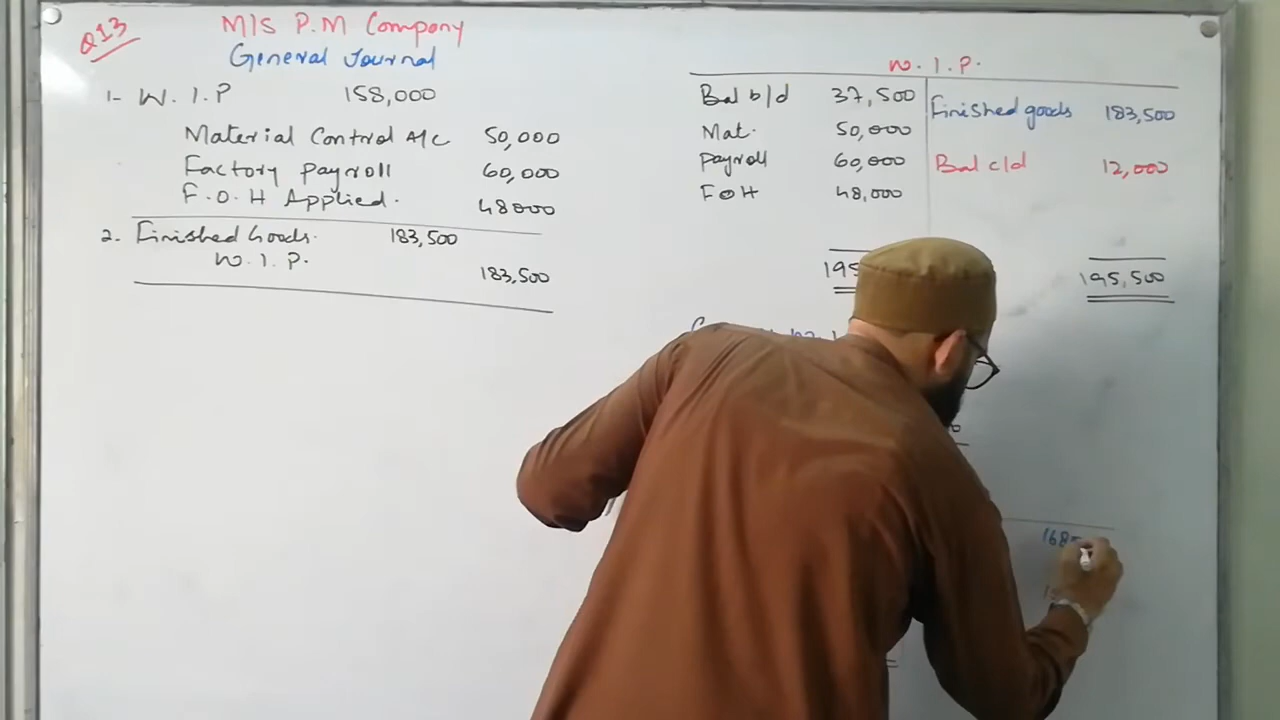 Q13
M/S P.M Company
General Journal
1- W.I.P 158,000
Material Control A/C 50,000
Factory payroll 60,000
F.O.H Applied. 48000
2. Finished Goods. 183,500
W.I.P. 183,500
W.I.P.
Bal b/d 37,500 Finished goods 183,500
Mat. 50,000
payroll 60,000 Bal c/d 12,000
FOH 48,000
195,500
168